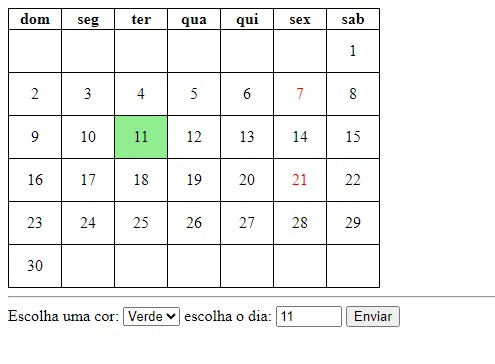 dom seg ter qua qui sex sab
1
2 3 4 5 6 7 8
9 10 11 12 13 14 15
16 17 18 19 20 21 22
23 24 25 26 27 28 29
30
Escolha uma cor: Verde escolha o dia: 11 Enviar